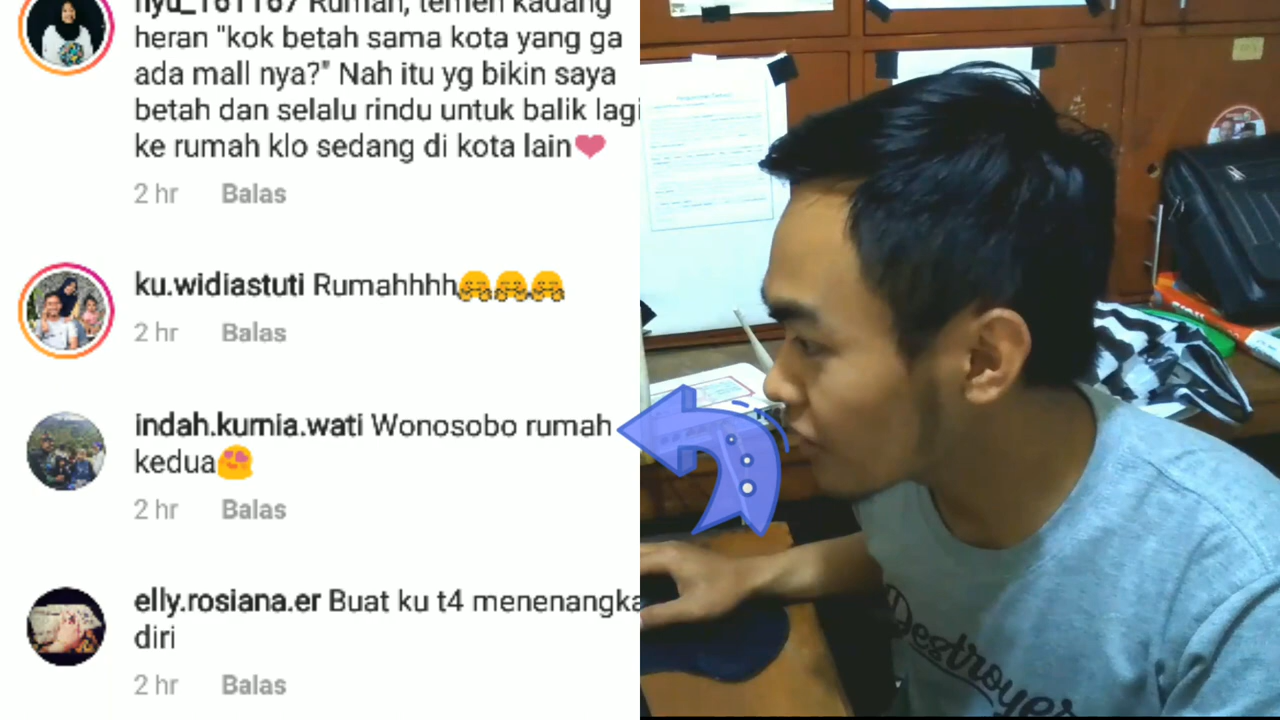 nyu_161167 Rumah, temen kadang
heran "kok betah sama kota yang ga
ada mall nya?" Nah itu yg bikin saya
betah dan selalu rindu untuk balik lagi
ke rumah klo sedang di kota lain❤
2 hr Balas
ku.widiastuti Rumahhhh🤗🤗🤗
2 hr Balas
indah.kurnia.wati Wonosobo rumah
kedua😍
2 hr Balas
elly.rosiana.er Buat ku t4 menenangka
diri
2 hr Balas
Destroyer